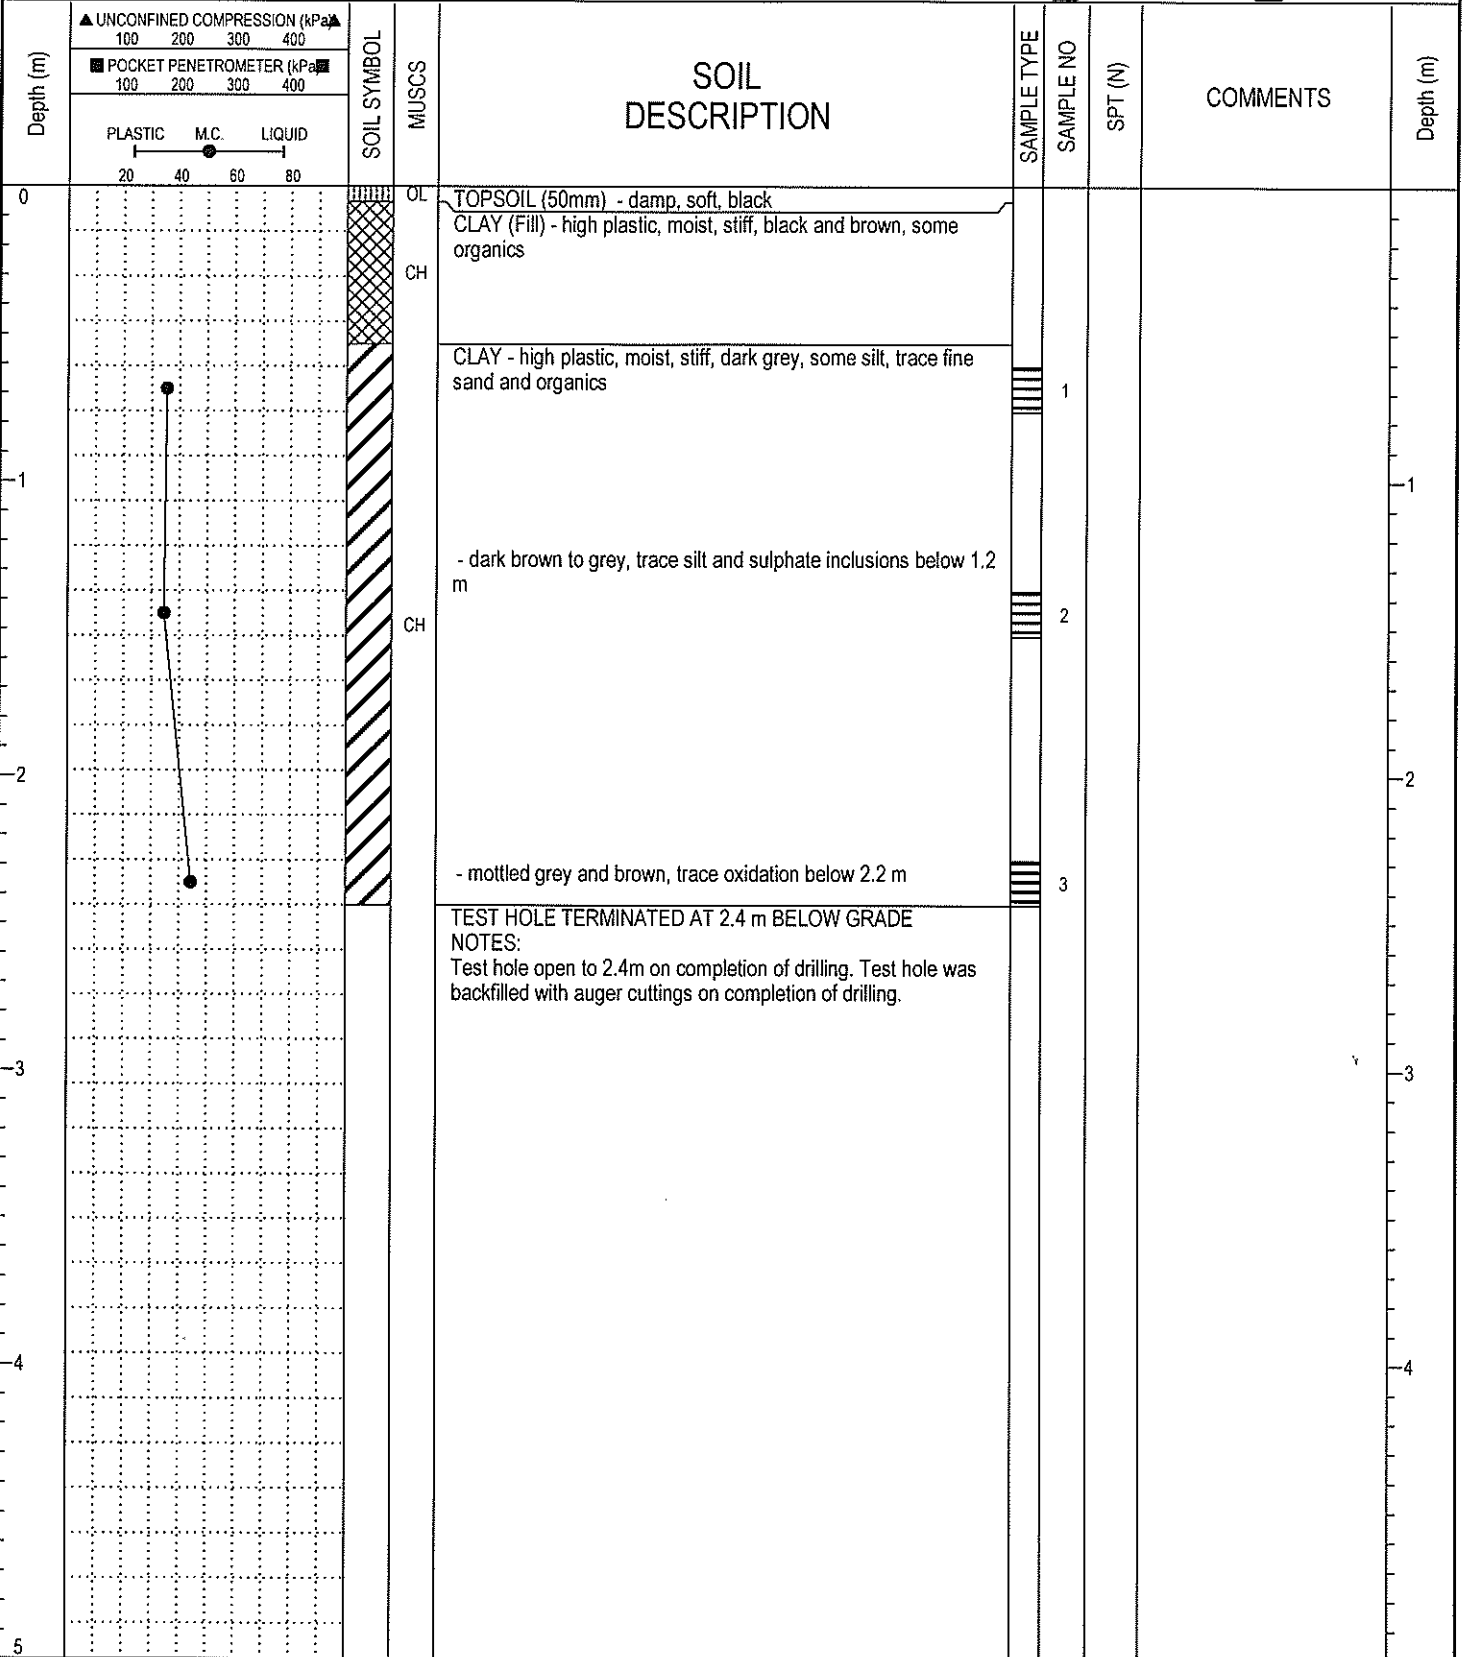 ▲ UNCONFINED COMPRESSION (kPa) ▲
100 200 300 400
■ POCKET PENETROMETER (kPa) ■
100 200 300 400
PLASTIC M.C. LIQUID
20 40 60 80
Depth (m)
SOIL SYMBOL
MUSCS
SOIL
DESCRIPTION
SAMPLE TYPE
SAMPLE NO
SPT (N)
COMMENTS
Depth (m)
0
OL
TOPSOIL (50mm) - damp, soft, black
CLAY (Fill) - high plastic, moist, stiff, black and brown, some
organics
CH
CLAY - high plastic, moist, stiff, dark grey, some silt, trace fine
sand and organics
1
1
1
- dark brown to grey, trace silt and sulphate inclusions below 1.2
m
CH
2
2
2
- mottled grey and brown, trace oxidation below 2.2 m
3
TEST HOLE TERMINATED AT 2.4 m BELOW GRADE
NOTES:
Test hole open to 2.4m on completion of drilling. Test hole was
backfilled with auger cuttings on completion of drilling.
3
3
4
4
5